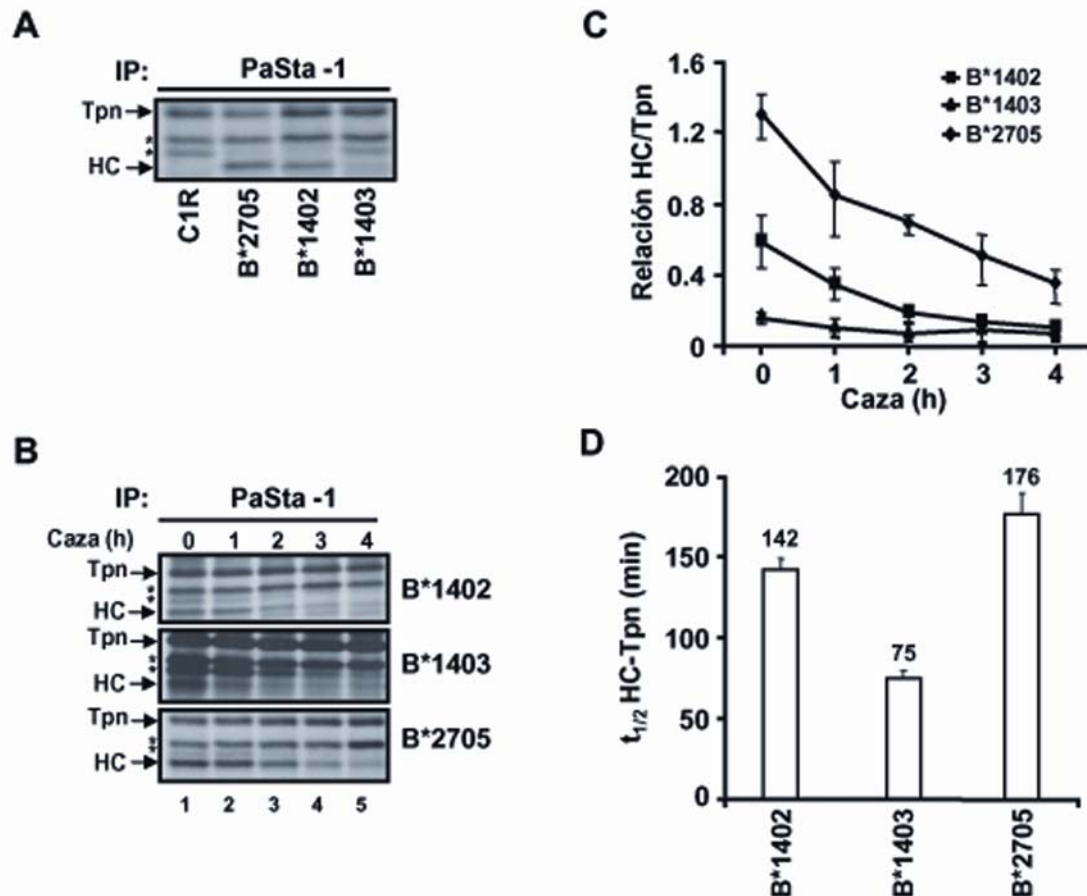 A
IP: PaSta -1
Tpn
*
*
HC
C1R
B*2705
B*1402
B*1403
B
IP: PaSta -1
Caza (h) 0 1 2 3 4
Tpn
**
HC
B*1402
Tpn
**
HC
B*1403
Tpn
**
HC
B*2705
1 2 3 4 5
C
Relación HC/Tpn
1.6
1.2
0.8
0.4
0
B*1402
B*1403
B*2705
0 1 2 3 4
Caza (h)
D
t1/2 HC-Tpn (min)
200
150
100
50
0
142
75
176
B*1402
B*1403
B*2705